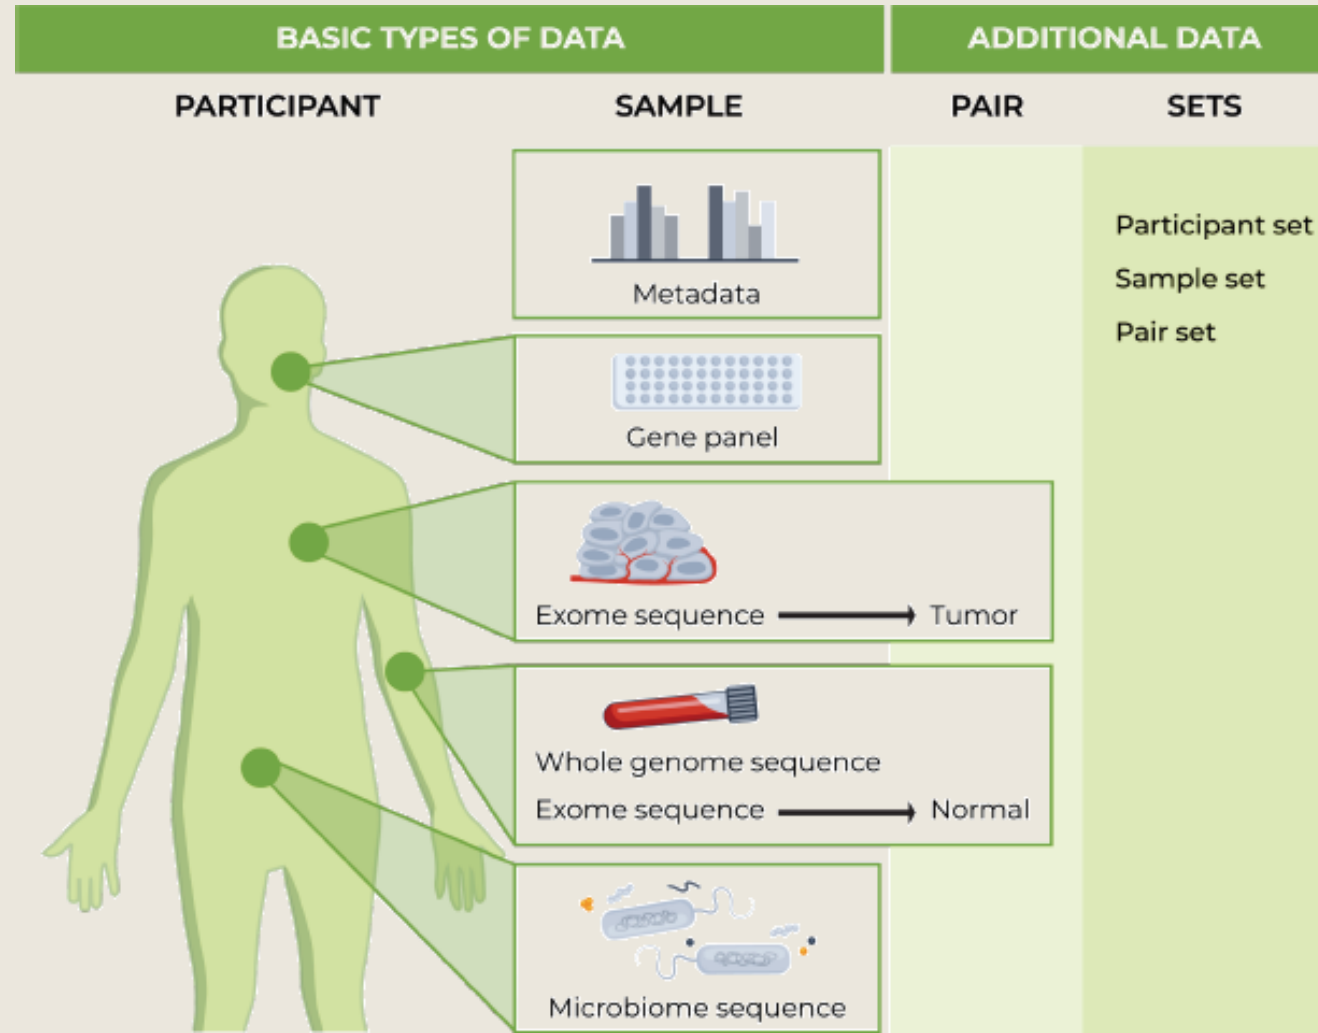 BASIC TYPES OF DATA
ADDITIONAL DATA
PARTICIPANT
SAMPLE
PAIR
SETS
Metadata
Participant set
Sample set
Pair set
Gene panel
Exome sequence
Tumor
Whole genome sequence
Exome sequence
Normal
Microbiome sequence